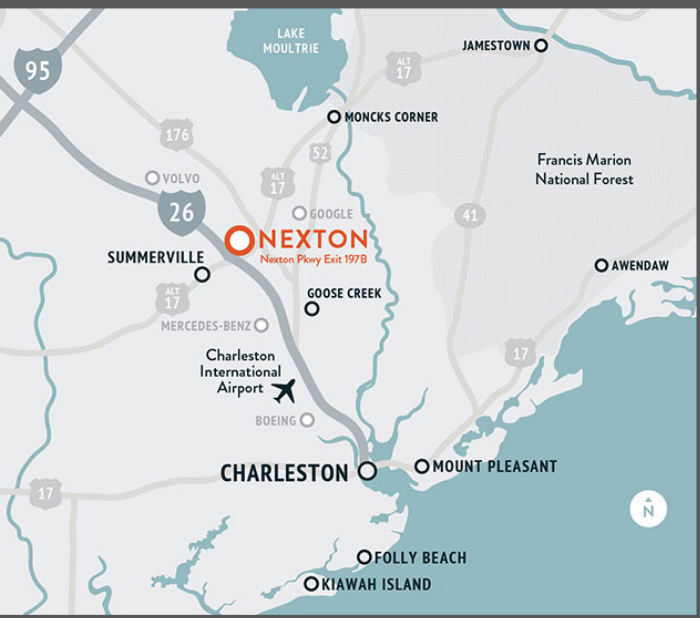 LAKE
MOULTRIE
JAMESTOWN
95
ALT
17
MONCKS CORNER
176
52
Francis Marion
National Forest
VOLVO
ALT
17
26
GOOGLE
41
NEXTON
Nexton Pkwy Exit 197B
SUMMERVILLE
AWENDAW
ALT
17
GOOSE CREEK
MERCEDES-BENZ
17
Charleston
International
Airport
BOEING
CHARLESTON
MOUNT PLEASANT
17
N
FOLLY BEACH
KIAWAH ISLAND